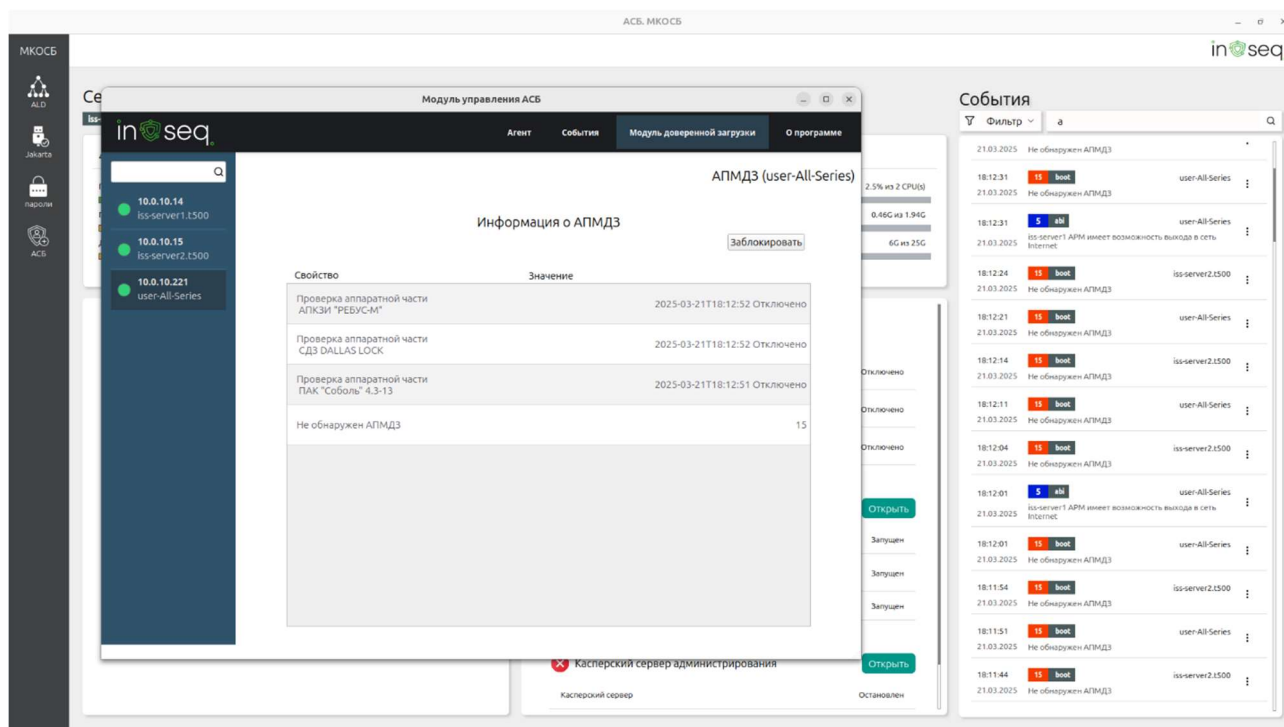 АСБ. МКОСБ
МКОСБ
in seq
ALD
Jakarta
пароли
АСБ
Се
iss-
Модуль управления АСБ
in seq.
Агент
События
Модуль доверенной загрузки
О программе
10.0.10.14
iss-server1.t500
10.0.10.15
iss-server2.t500
10.0.10.221
user-All-Series
АПМДЗ (user-All-Series)
Информация о АПМДЗ
Заблокировать
Свойство Значение
Проверка аппаратной части
АПКЗИ "РЕБУС-М"
2025-03-21T18:12:52 Отключено
Проверка аппаратной части
СДЗ DALLAS LOCK
2025-03-21T18:12:52 Отключено
Проверка аппаратной части
ПАК "Соболь" 4.3-13
2025-03-21T18:12:51 Отключено
Не обнаружен АПМДЗ 15
2.5% из 2 CPU(s)
0.46G из 1.94G
6G из 25G
Отключено
Отключено
Отключено
Открыть
Запущен
Запущен
Запущен
Касперский сервер администрирования
Открыть
Касперский сервер
Остановлен
События
Фильтр
а
21.03.2025 Не обнаружен АПМДЗ
18:12:31 15 boot user-All-Series
21.03.2025 Не обнаружен АПМДЗ
18:12:31 5 abi user-All-Series
21.03.2025 iss-server1 АРМ имеет возможность выхода в сеть
Internet
18:12:24 15 boot iss-server2.t500
21.03.2025 Не обнаружен АПМДЗ
18:12:21 15 boot user-All-Series
21.03.2025 Не обнаружен АПМДЗ
18:12:14 15 boot iss-server2.t500
21.03.2025 Не обнаружен АПМДЗ
18:12:11 15 boot user-All-Series
21.03.2025 Не обнаружен АПМДЗ
18:12:04 15 boot iss-server2.t500
21.03.2025 Не обнаружен АПМДЗ
18:12:01 5 abi user-All-Series
21.03.2025 iss-server1 АРМ имеет возможность выхода в сеть
Internet
18:12:01 15 boot user-All-Series
21.03.2025 Не обнаружен АПМДЗ
18:11:54 15 boot iss-server2.t500
21.03.2025 Не обнаружен АПМДЗ
18:11:51 15 boot user-All-Series
21.03.2025 Не обнаружен АПМДЗ
18:11:44 15 boot iss-server2.t500
21.03.2025 Не обнаружен АПМДЗ